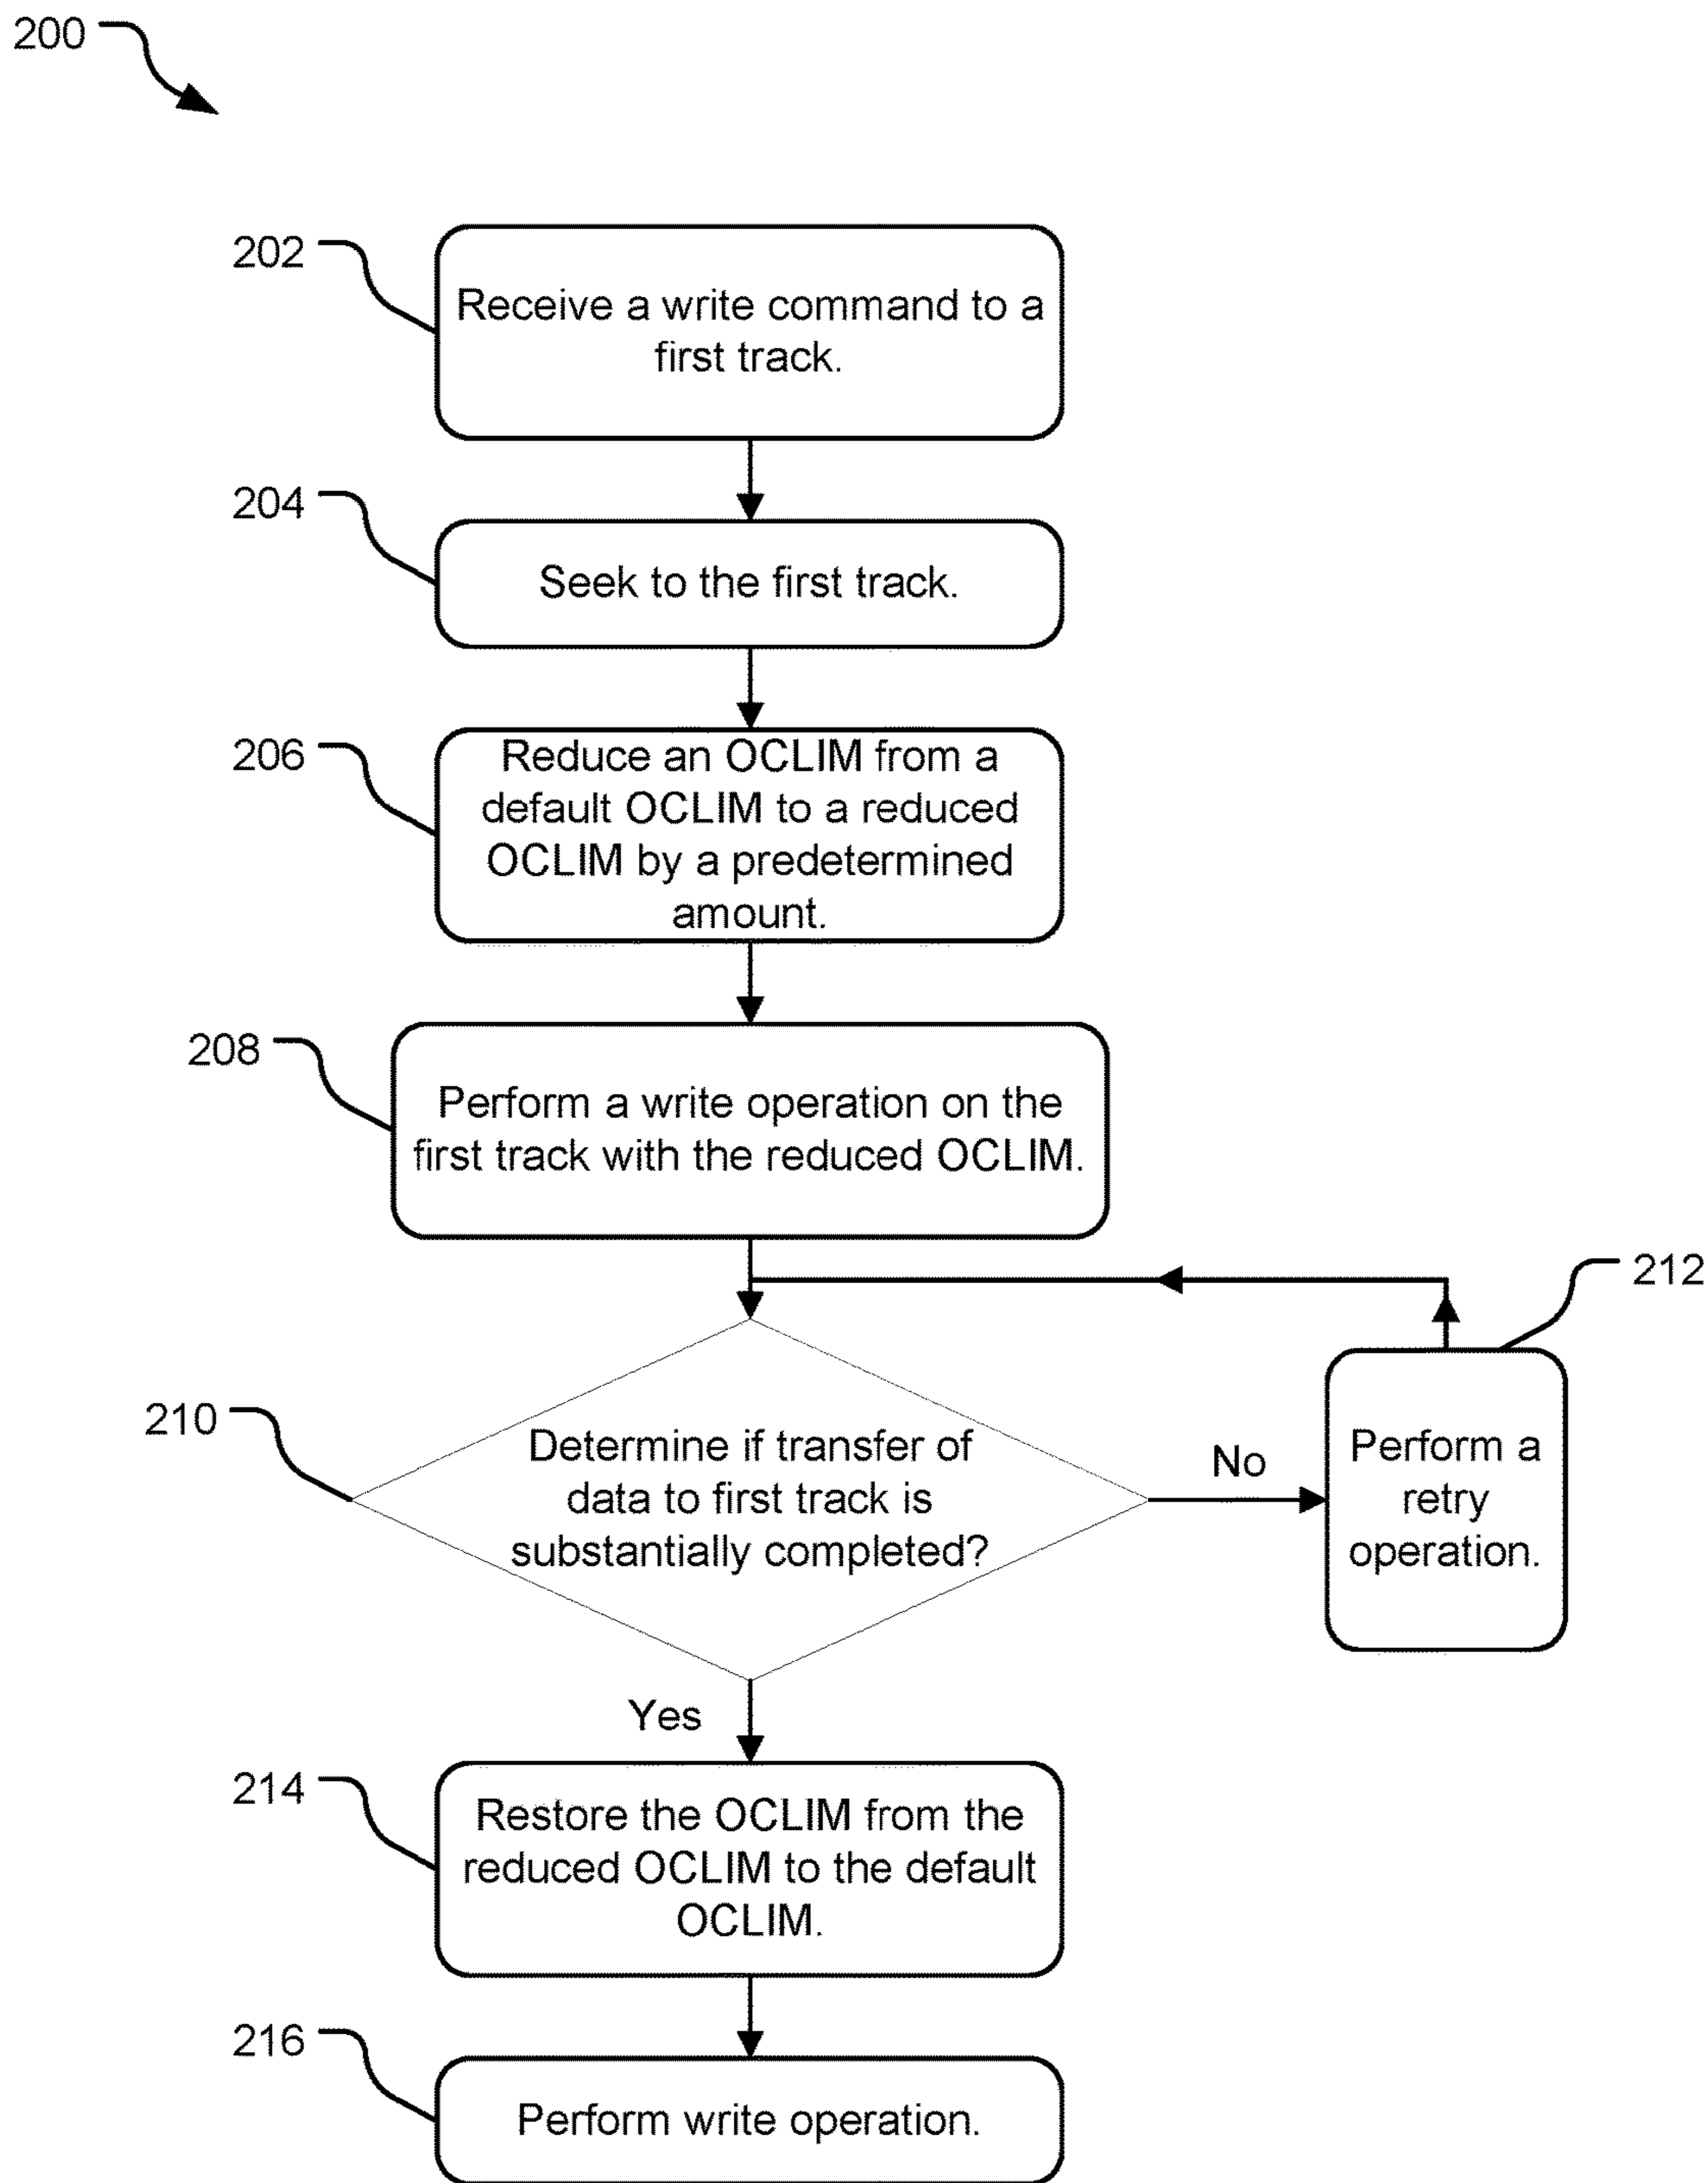 200
202
Receive a write command to a
first track.
204
Seek to the first track.
206
Reduce an OCLIM from a
default OCLIM to a reduced
OCLIM by a predetermined
amount.
208
Perform a write operation on the
first track with the reduced OCLIM.
212
210
Determine if transfer of
data to first track is
substantially completed?
No
Perform a
retry
operation.
Yes
214
Restore the OCLIM from the
reduced OCLIM to the default
OCLIM.
216
Perform write operation.